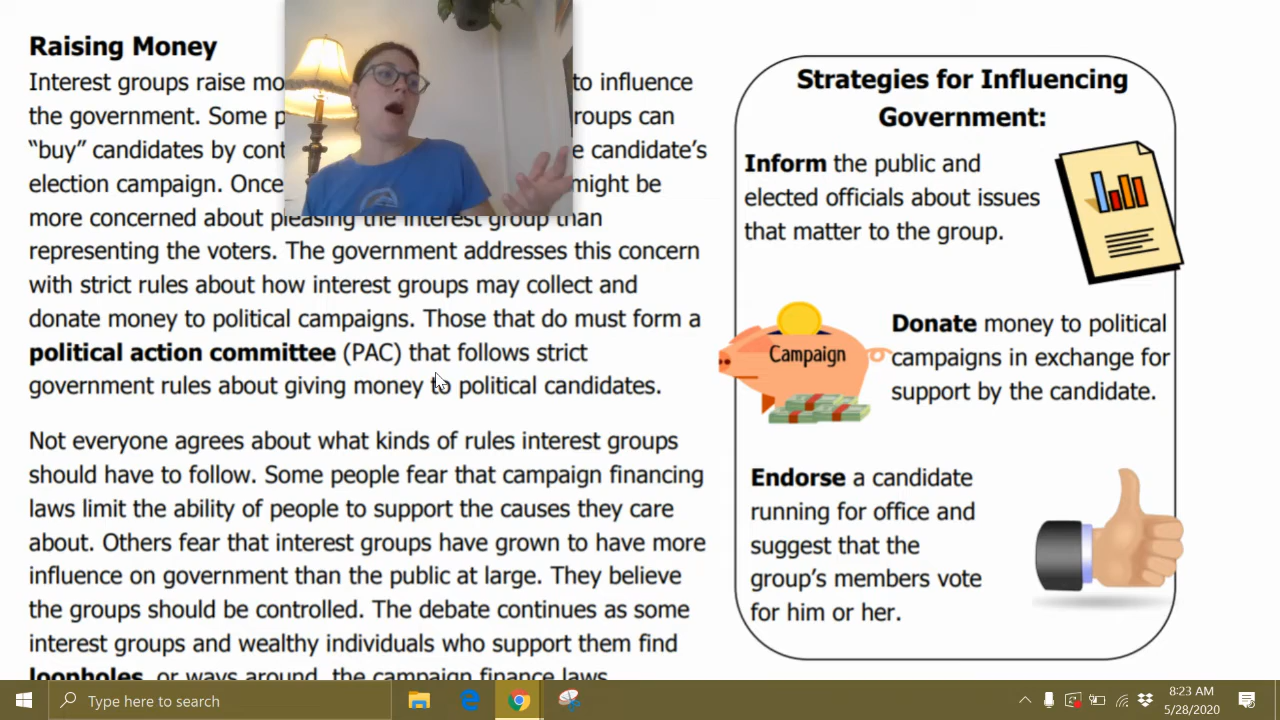 Raising Money
Interest groups raise to influence
the government. Some roups can
"buy" candidates by e candidate's
election campaign. Once might be
more concerned about pleasing the interest group than
representing the voters. The government addresses this concern
with strict rules about how interest groups may collect and
donate money to political campaigns. Those that do must form a
political action committee (PAC) that follows strict
government rules about giving money to political candidates.
Not everyone agrees about what kinds of rules interest groups
should have to follow. Some people fear that campaign financing
laws limit the ability of people to support the causes they care
about. Others fear that interest groups have grown to have more
influence on government than the public at large. They believe
the groups should be controlled. The debate continues as some
interest groups and wealthy individuals who support them find
loopholes, or ways around, the campaign finance laws.
Strategies for Influencing
Government:
Inform the public and
elected officials about issues
that matter to the group.
Campaign
Donate money to political
campaigns in exchange for
support by the candidate.
Endorse a candidate
running for office and
suggest that the
group's members vote
for him or her.
Type here to search
8:23 AM
5/28/2020